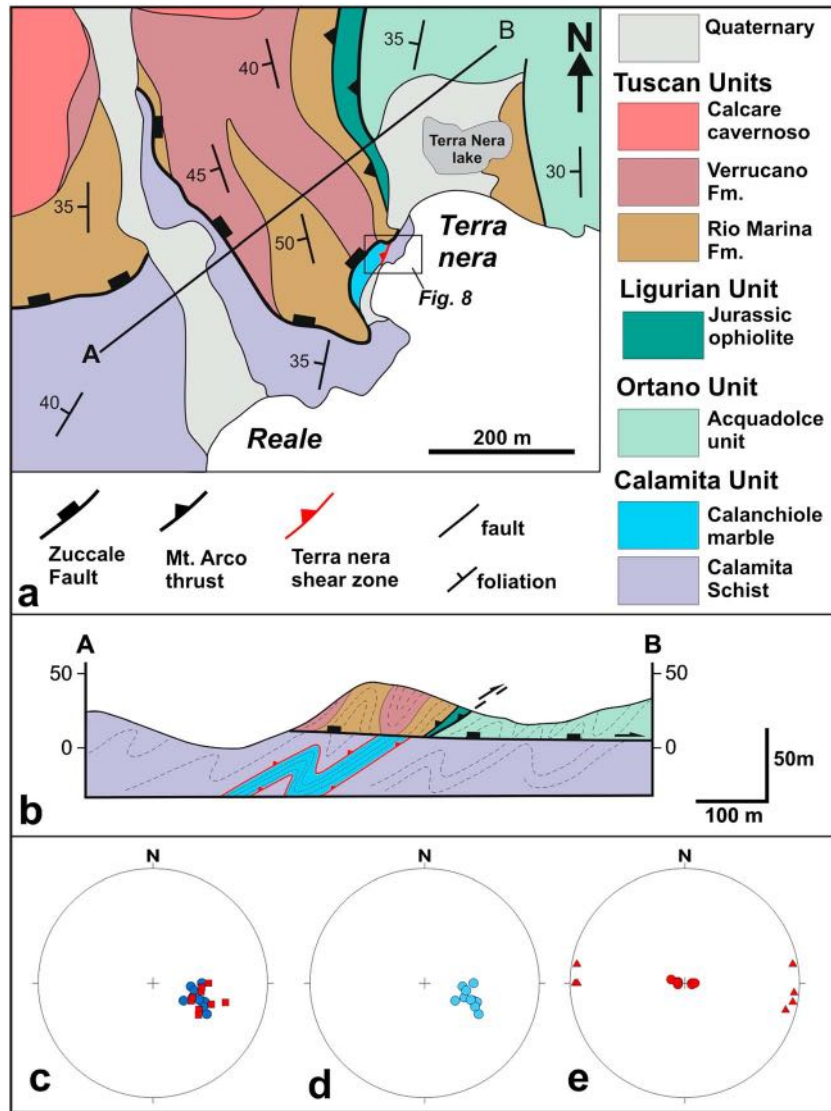 35
B
40
N
Terra Nera
lake
45
35
30
Terra
nera
50
Fig. 8
A
35
40
Reale
200 m
Zuccale
Fault
Mt. Arco
thrust
Terra nera
shear zone
fault
foliation
a
Quaternary
Tuscan Units
Calcare
cavernoso
Verrucano
Fm.
Rio Marina
Fm.
Ligurian Unit
Jurassic
ophiolite
Ortano Unit
Acquadolce
unit
Calamita Unit
Calanchiole
marble
Calamita
Schist
A
B
50
50
0
0
50m
100 m
b
N
N
N
c
d
e